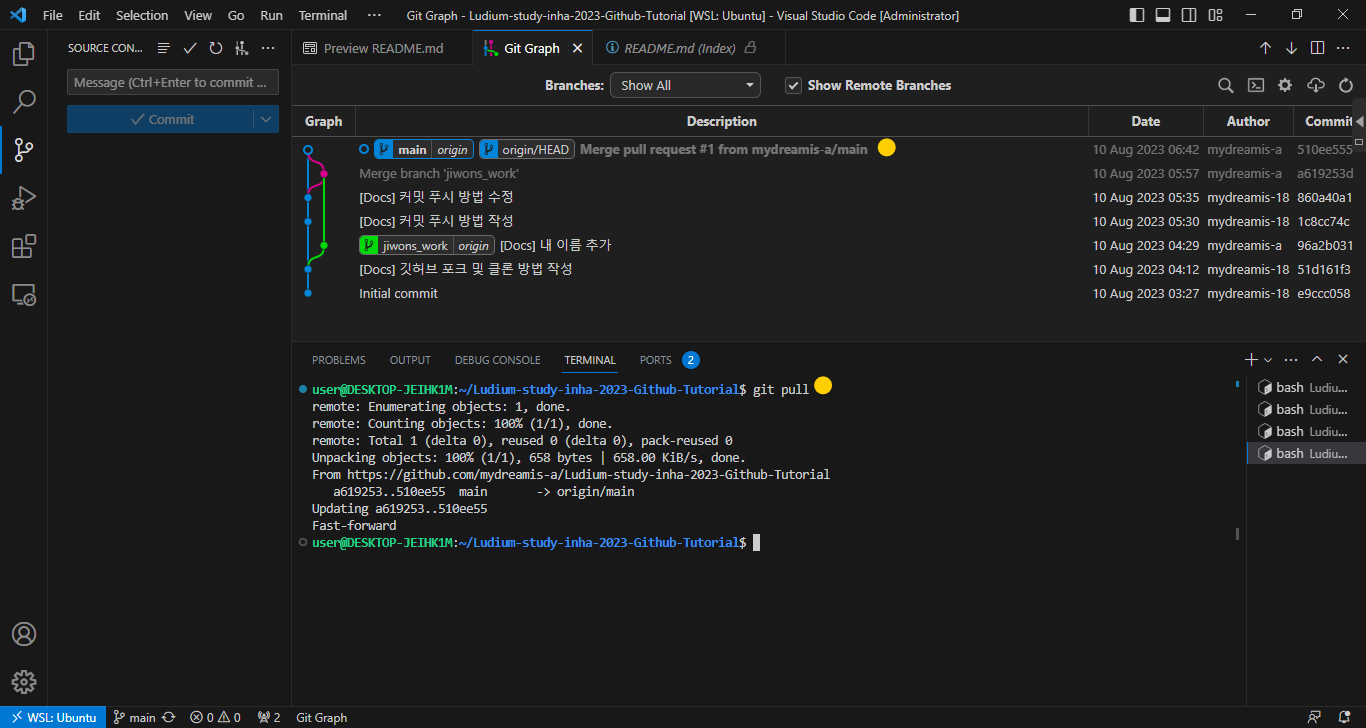 File Edit Selection View Go Run Terminal ··· Git Graph - Ludium-study-inha-2023-Github-Tutorial [WSL: Ubuntu] - Visual Studio Code [Administrator]
SOURCE CON... Preview README.md Git Graph README.md (Index)
Message (Ctrl+Enter to commit ...
Commit
Branches: Show All Show Remote Branches
Graph Description Date Author Commit
main origin origin/HEAD Merge pull request #1 from mydreamis-a/main 10 Aug 2023 06:42 mydreamis-a 510ee555
Merge branch 'jiwons_work' 10 Aug 2023 05:57 mydreamis-a a619253d
[Docs] 커밋 푸시 방법 수정 10 Aug 2023 05:35 mydreamis-18 860a40a1
[Docs] 커밋 푸시 방법 작성 10 Aug 2023 05:30 mydreamis-18 1c8cc74c
jiwons_work origin [Docs] 내 이름 추가 10 Aug 2023 04:29 mydreamis-a 96a2b031
[Docs] 깃허브 포크 및 클론 방법 작성 10 Aug 2023 04:12 mydreamis-18 51d161f3
Initial commit 10 Aug 2023 03:27 mydreamis-18 e9ccc058
PROBLEMS OUTPUT DEBUG CONSOLE TERMINAL PORTS 2
user@DESKTOP-JEIHK1M:~/Ludium-study-inha-2023-Github-Tutorial$ git pull
remote: Enumerating objects: 1, done.
remote: Counting objects: 100% (1/1), done.
remote: Total 1 (delta 0), reused 0 (delta 0), pack-reused 0
Unpacking objects: 100% (1/1), 658 bytes | 658.00 KiB/s, done.
From https://github.com/mydreamis-a/Ludium-study-inha-2023-Github-Tutorial
a619253..510ee55 main -> origin/main
Updating a619253..510ee55
Fast-forward
user@DESKTOP-JEIHK1M:~/Ludium-study-inha-2023-Github-Tutorial$
bash Ludiu...
bash Ludiu...
bash Ludiu...
bash Ludiu...
WSL: Ubuntu main 0 0 2 Git Graph